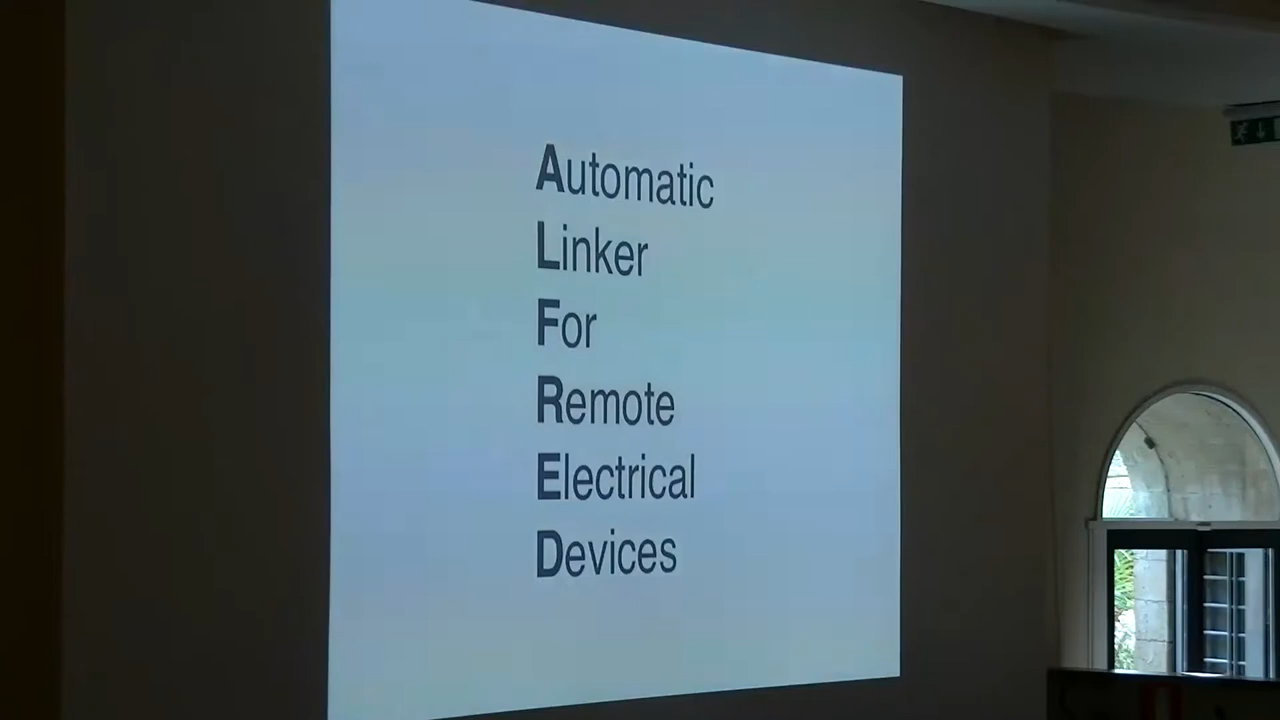 Automatic
Linker
For
Remote
Electrical
Devices